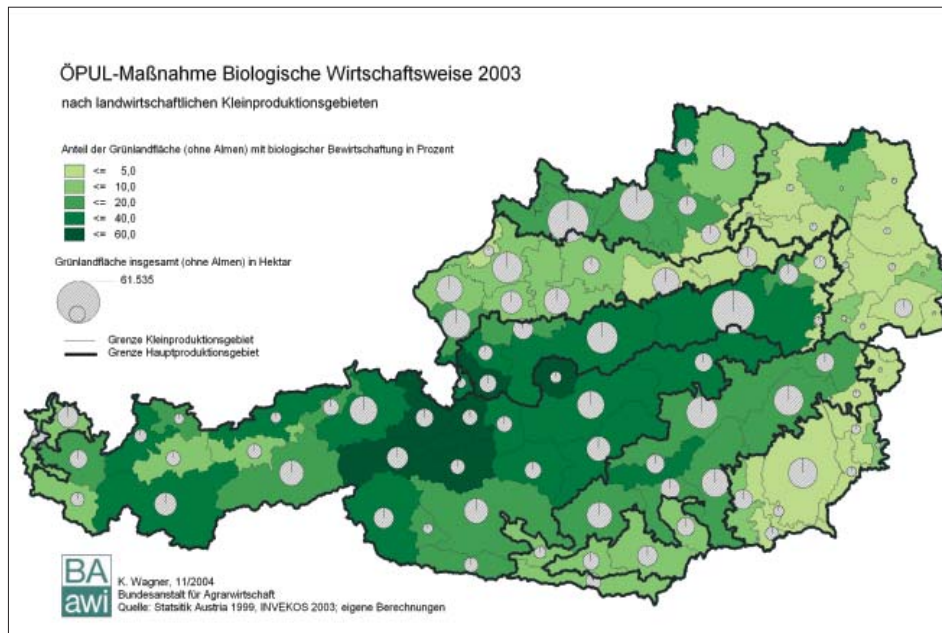 ÖPUL-Maßnahme Biologische Wirtschaftsweise 2003
nach landwirtschaftlichen Kleinproduktionsgebieten
Anteil der Grünlandfläche (ohne Almen) mit biologischer Bewirtschaftung in Prozent
<= 5,0
<= 10,0
<= 20,0
<= 40,0
<= 60,0
Grünlandfläche insgesamt (ohne Almen) in Hektar
61.535
Grenze Kleinproduktionsgebiet
Grenze Hauptproduktionsgebiet
BA
awi
K. Wagner, 11/2004
Bundesanstalt für Agrarwirtschaft
Quelle: Statsitik Austria 1999, INVEKOS 2003; eigene Berechnungen